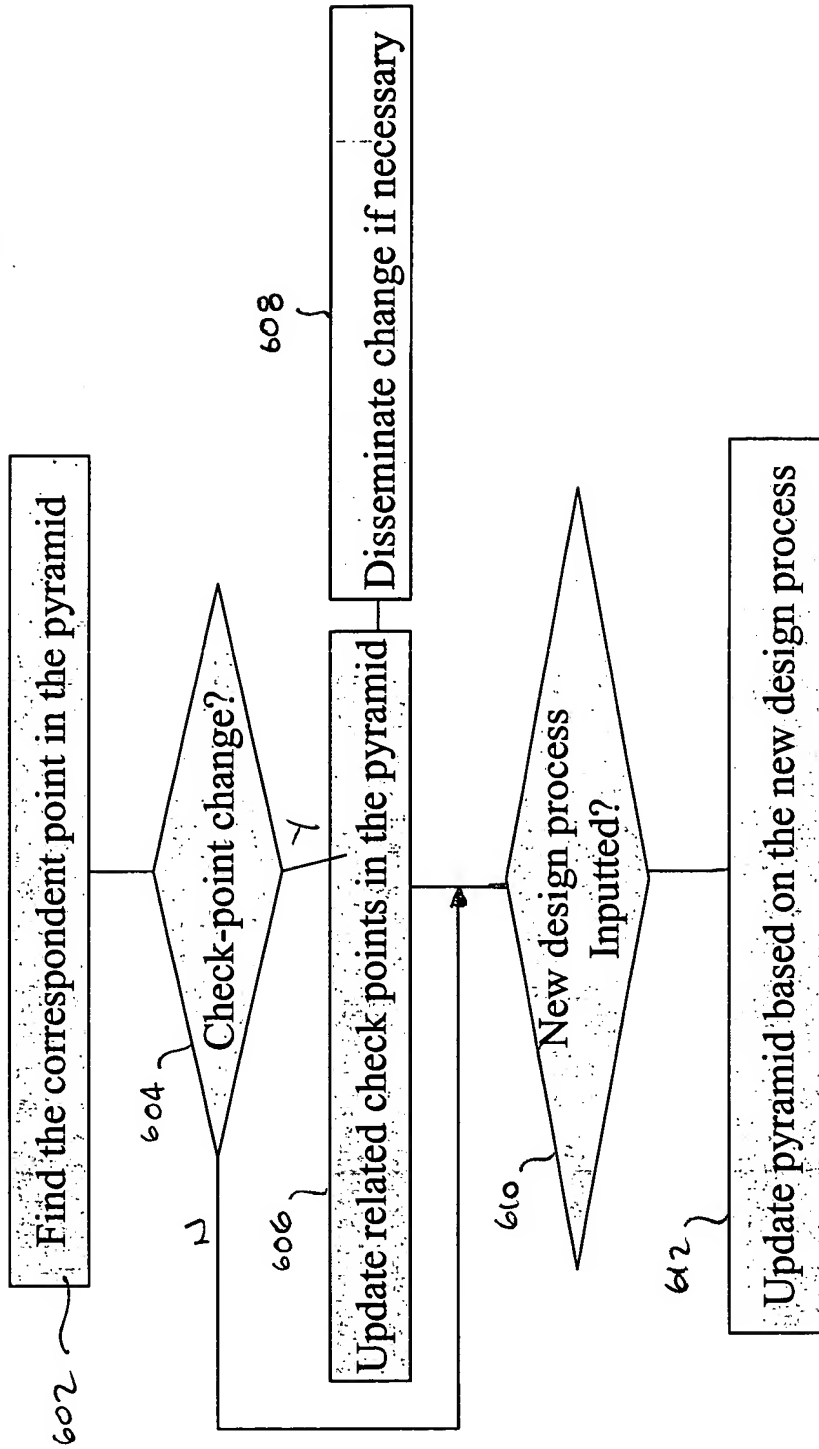 602
Find the correspondent point in the pyramid
604
Check-point change?
N
Y
606
Update related check points in the pyramid
608
Disseminate change if necessary
610
New design process
Inputted?
612
Update pyramid based on the new design process